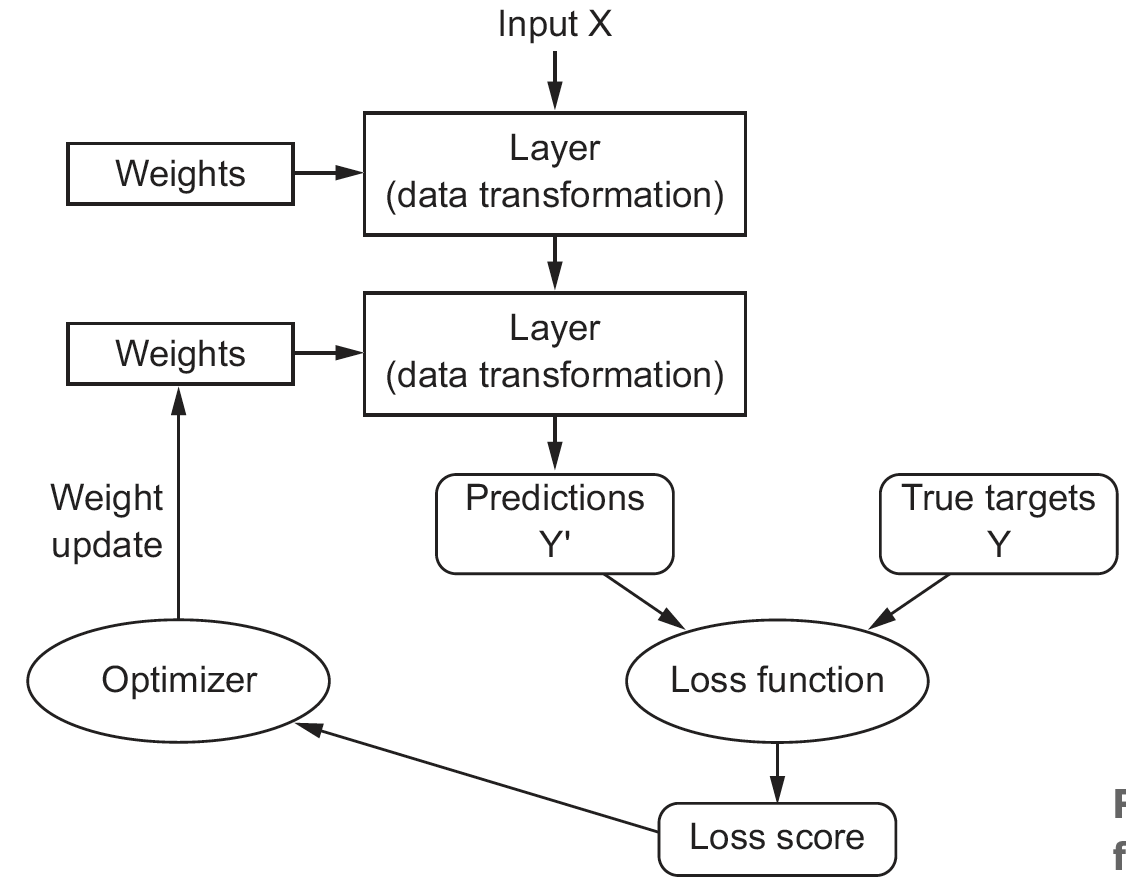 Input X
Layer
(data transformation)
Weights
Layer
(data transformation)
Weights
Weight
update
Predictions
Y'
True targets
Y
Optimizer
Loss function
Loss score